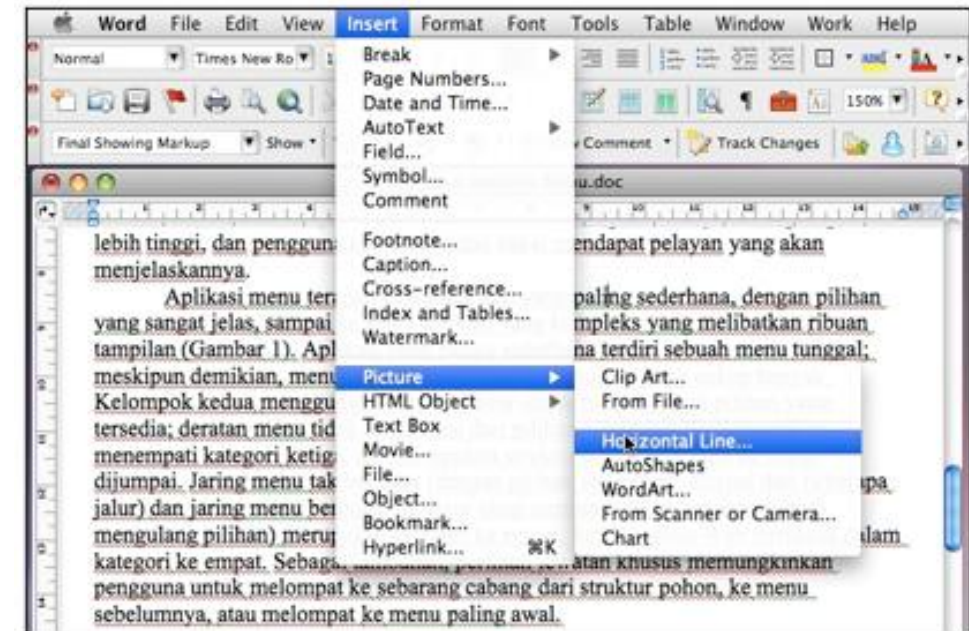 Word File Edit View Insert Format Font Tools Table Window Work Help
Normal Times New Ro
150%
Final Showing Markup Show Comment Track Changes
Break
Page Numbers...
Date and Time...
AutoText
Field...
Symbol...
Comment
Footnote...
Caption...
Cross-reference...
Index and Tables...
Watermark...
Picture
HTML Object
Text Box
Movie...
File...
Object...
Bookmark...
Hyperlink... ⌘K
Clip Art...
From File...
Horizontal Line...
AutoShapes
WordArt...
From Scanner or Camera...
Chart
u.doc
lebih tinggi, dan penggun mendapat pelayan yang akan
menjelaskannya.
Aplikasi menu ter paling sederhana, dengan pilihan
yang sangat jelas, sampai kompleks yang melibatkan ribuan
tampilan (Gambar 1). Apl na terdiri sebuah menu tunggal;
meskipun demikian, menu
Kelompok kedua menggu
tersedia; deratan menu tid
menempati kategori ketig
dijumpai. Jaring menu tak apa
jalur) dan jaring menu ber
mengulang pilihan) merup dalam
kategori ke empat. Sebaga khusus memungkinkan
pengguna untuk melompat ke sebarang cabang dari struktur pohon, ke menu
sebelumnya, atau melompat ke menu paling awal.